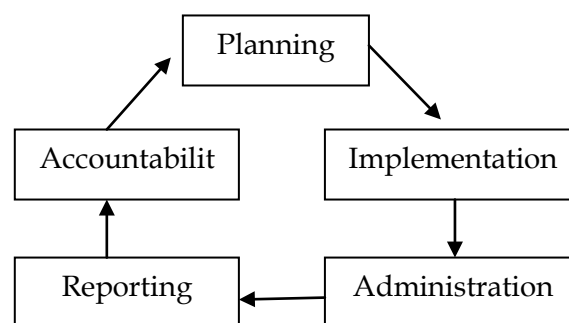 Planning
Accountabilit
Implementation
Reporting
Administration